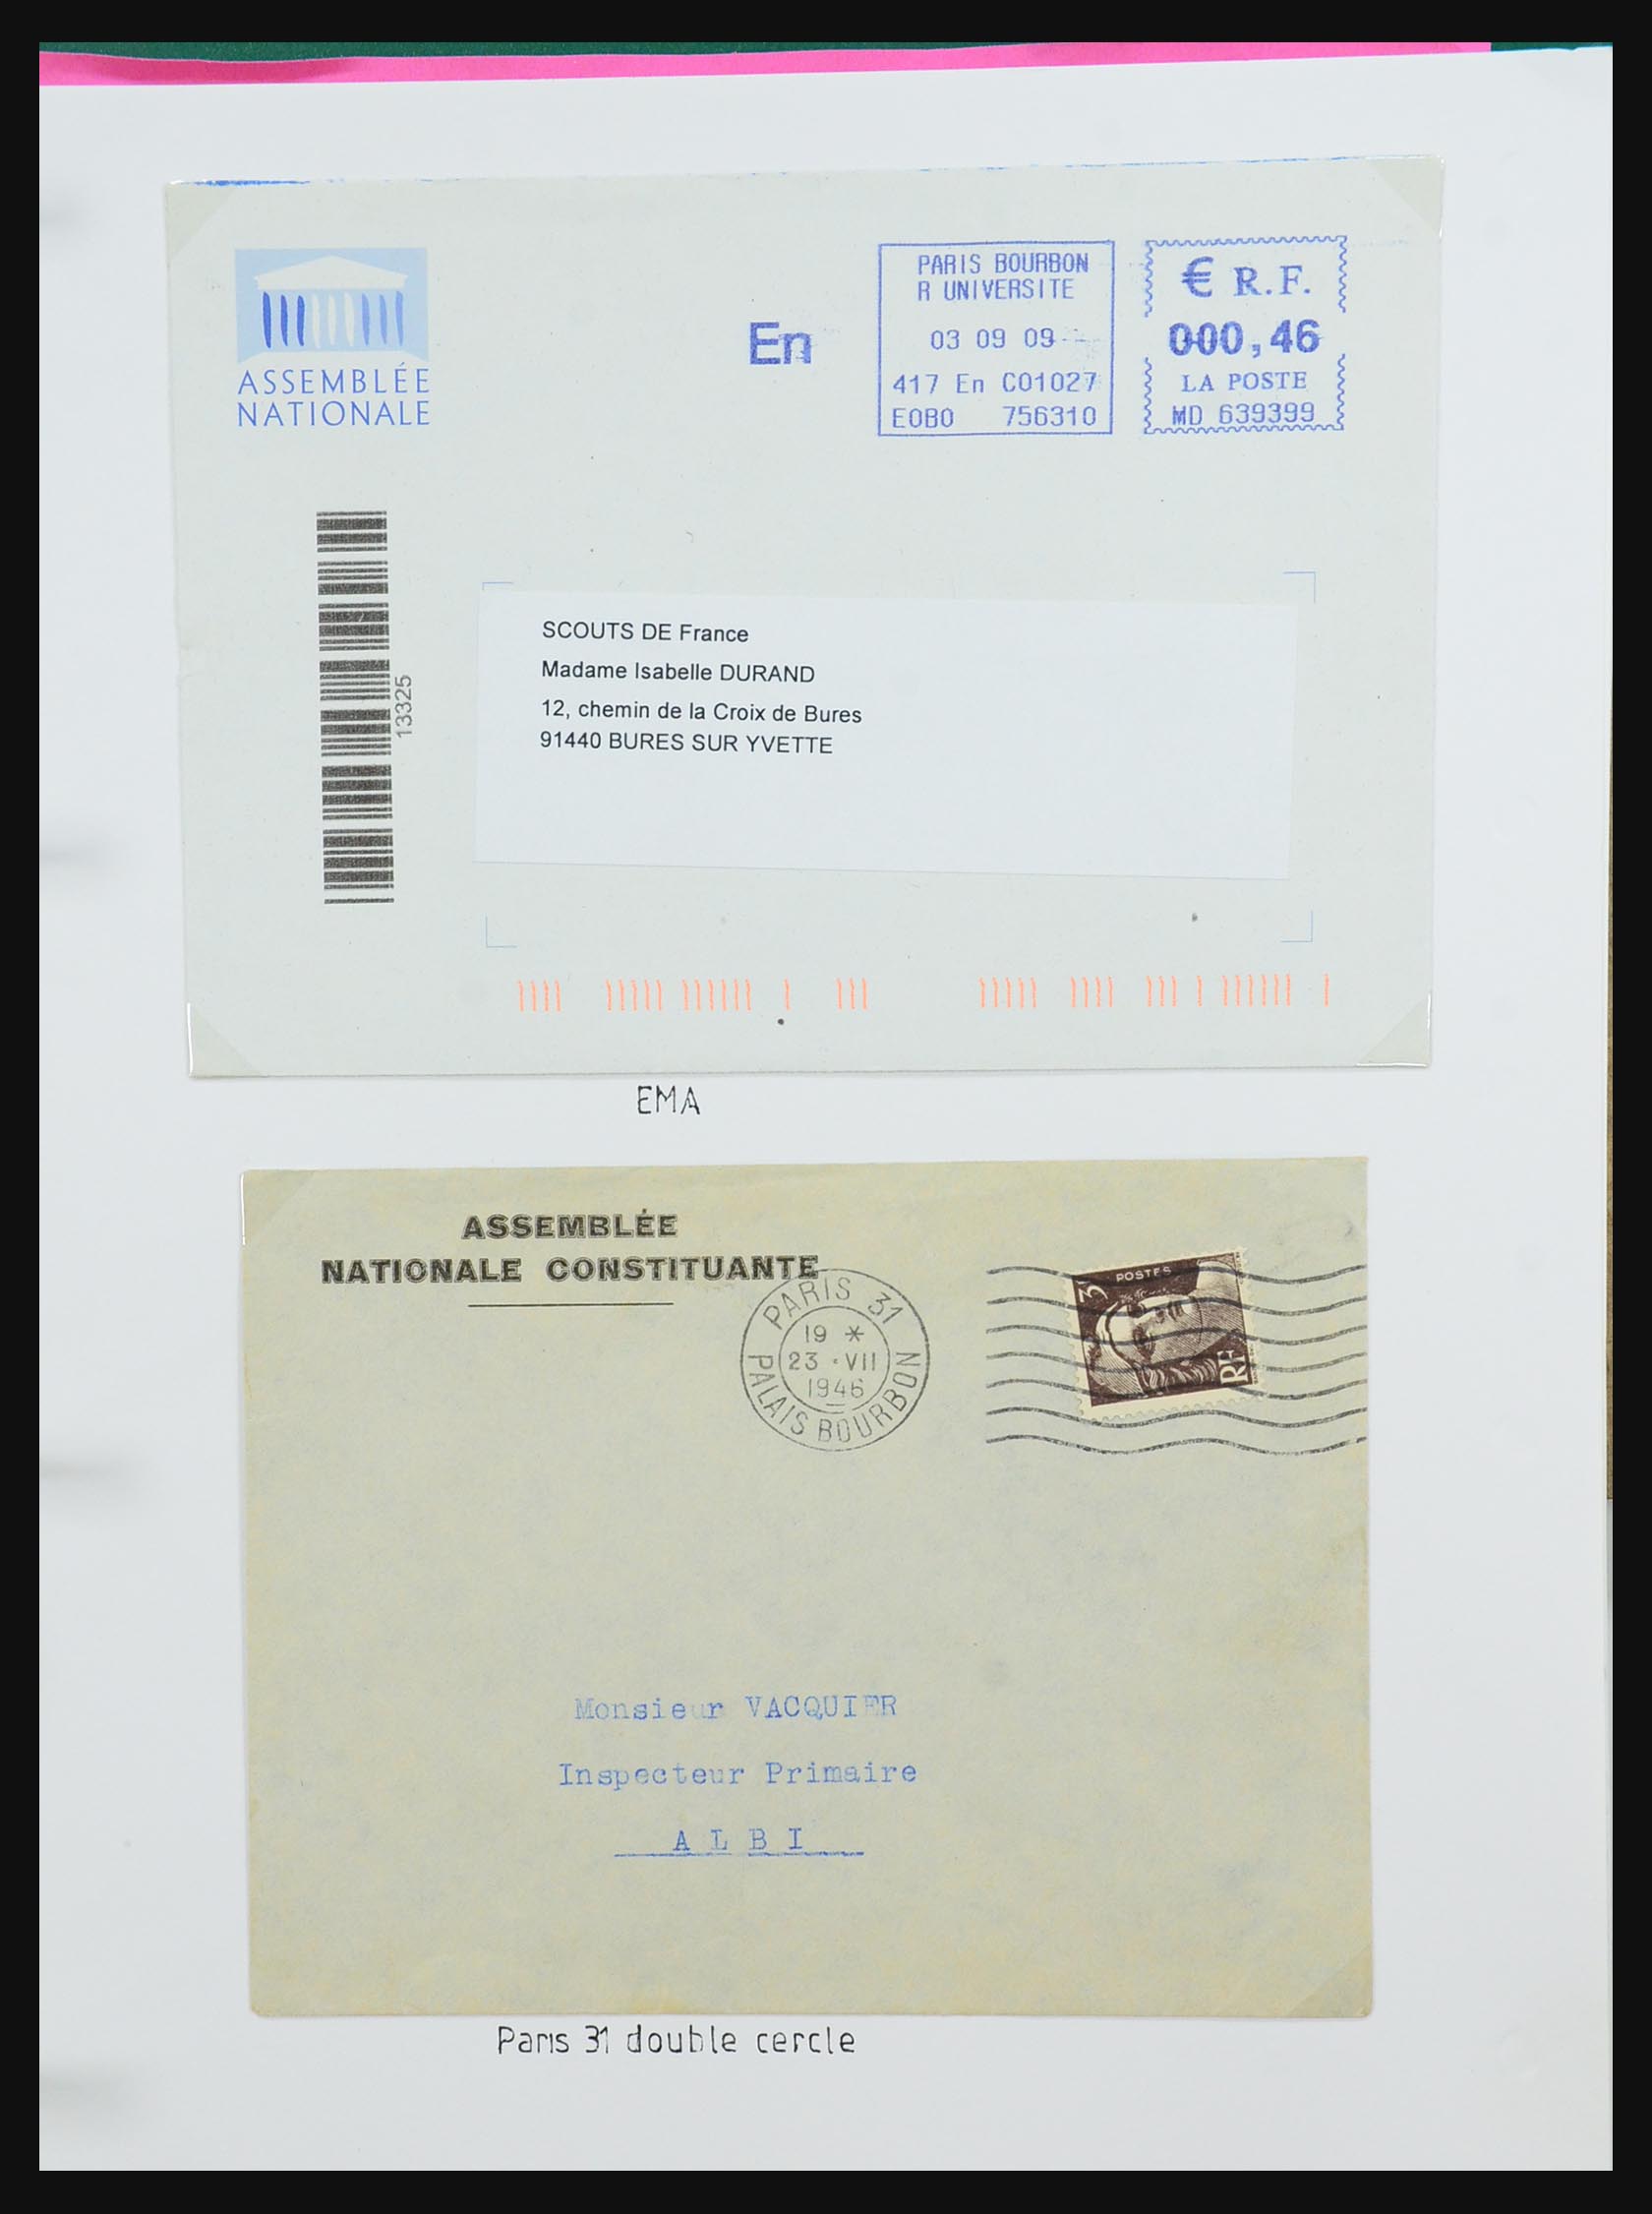 ASSEMBLÉE
NATIONALE
En
PARIS BOURBON
R UNIVERSITE
03 09 09
417 En C01027
E0B0 756310
€ R.F.
000,46
LA POSTE
MD 639399
13325
SCOUTS DE France
Madame Isabelle DURAND
12, chemin de la Croix de Bures
91440 BURES SUR YVETTE
EMA
ASSEMBLÉE
NATIONALE CONSTITUANTE
PARIS 31
19 *
23 · VII
1946
PALAIS BOURBON
POSTES
3F
RF
Monsieur VACQUIER
Inspecteur Primaire
ALBI
Paris 31 double cercle